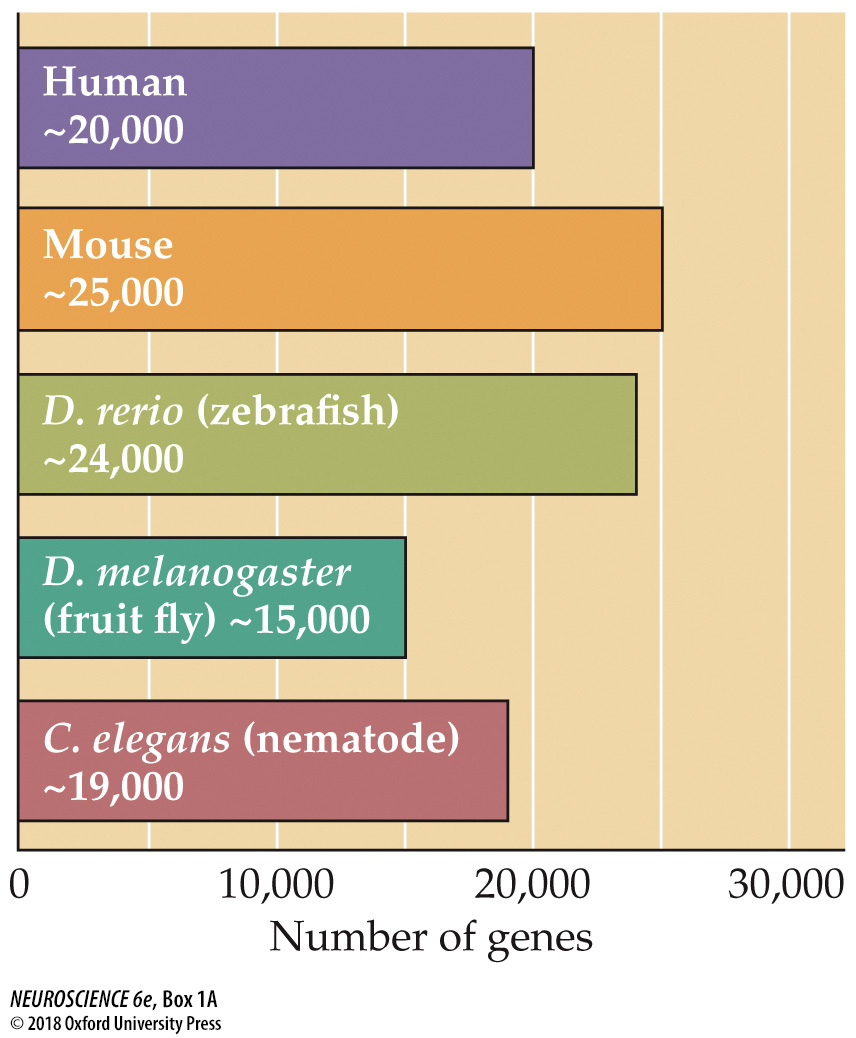 Human
~20,000
Mouse
~25,000
D. rerio (zebrafish)
~24,000
D. melanogaster
(fruit fly) ~15,000
C. elegans (nematode)
~19,000
0 10,000 20,000 30,000
Number of genes
NEUROSCIENCE 6e, Box 1A
© 2018 Oxford University Press